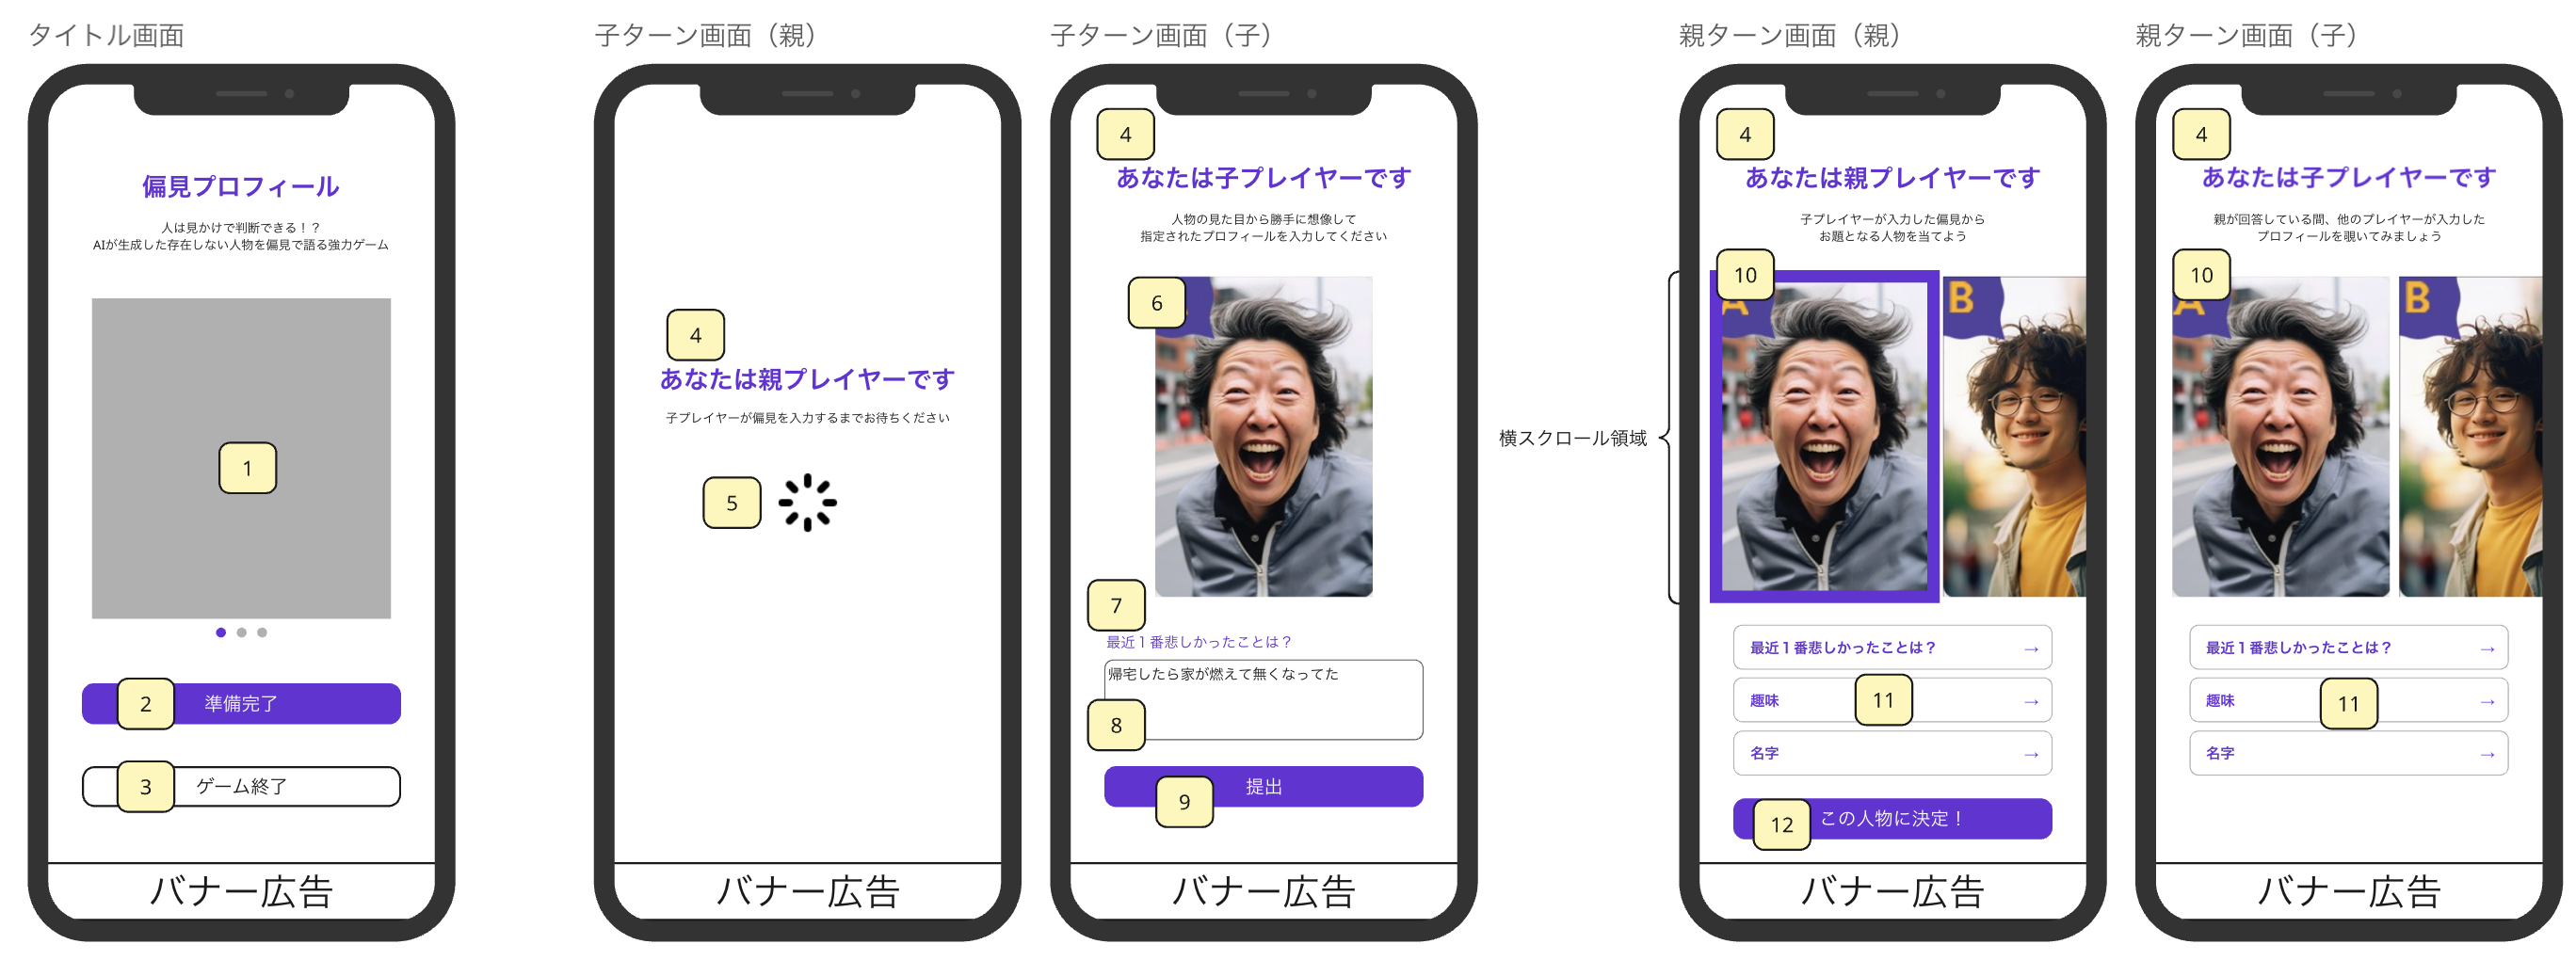 タイトル画面
偏見プロフィール
人は見かけで判断できる！？
AIが生成した存在しない人物を偏見で語る強力ゲーム
1
2
準備完了
3
ゲーム終了
バナー広告
子ターン画面（親）
4
あなたは親プレイヤーです
子プレイヤーが偏見を入力するまでお待ちください
5
バナー広告
子ターン画面（子）
4
あなたは子プレイヤーです
人物の見た目から勝手に想像して
指定されたプロフィールを入力してください
6
7
最近１番悲しかったことは？
帰宅したら家が燃えて無くなってた
8
9
提出
バナー広告
横スクロール領域
親ターン画面（親）
4
あなたは親プレイヤーです
子プレイヤーが入力した偏見から
お題となる人物を当てよう
10
A
B
最近１番悲しかったことは？ →
趣味 11 →
名字 →
12
この人物に決定！
バナー広告
親ターン画面（子）
4
あなたは子プレイヤーです
親が回答している間、他のプレイヤーが入力した
プロフィールを覗いてみましょう
10
A
B
最近１番悲しかったことは？ →
趣味 11 →
名字 →
バナー広告